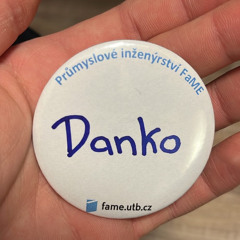 Průmyslové inženýrství FaME
Danko
fame.utb.cz